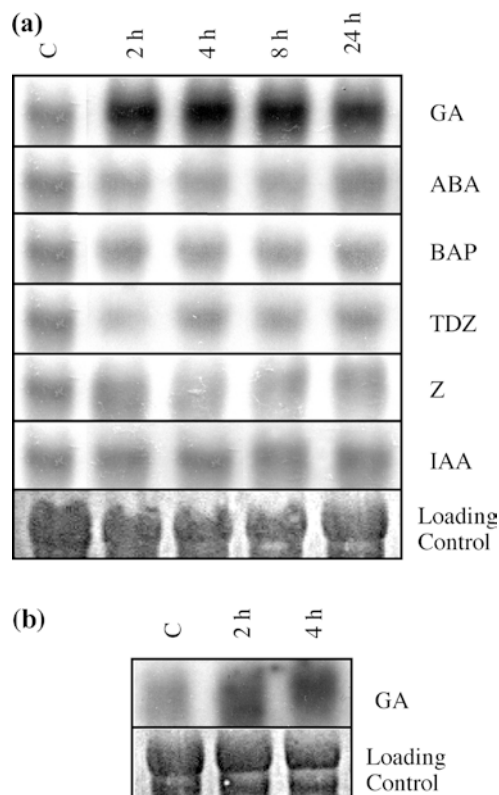 (a)
C 2 h 4 h 8 h 24 h
GA
ABA
BAP
TDZ
Z
IAA
Loading
Control
(b)
C 2 h 4 h
GA
Loading
Control